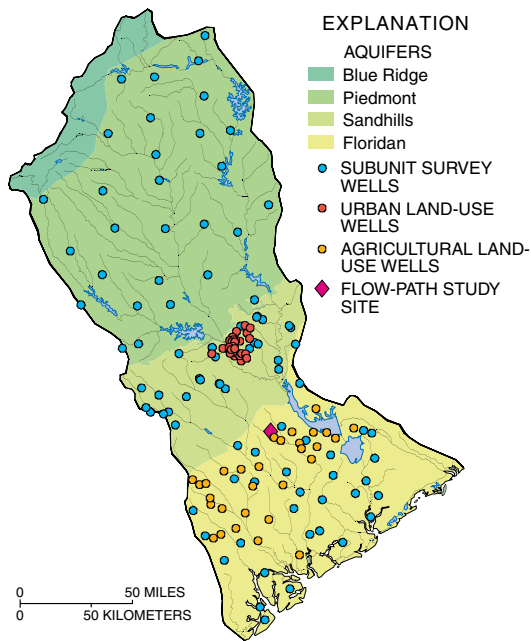 EXPLANATION
AQUIFERS
Blue Ridge
Piedmont
Sandhills
Floridan
SUBUNIT SURVEY
WELLS
URBAN LAND-USE
WELLS
AGRICULTURAL LAND-
USE WELLS
FLOW-PATH STUDY
SITE
0 50 MILES
0 50 KILOMETERS